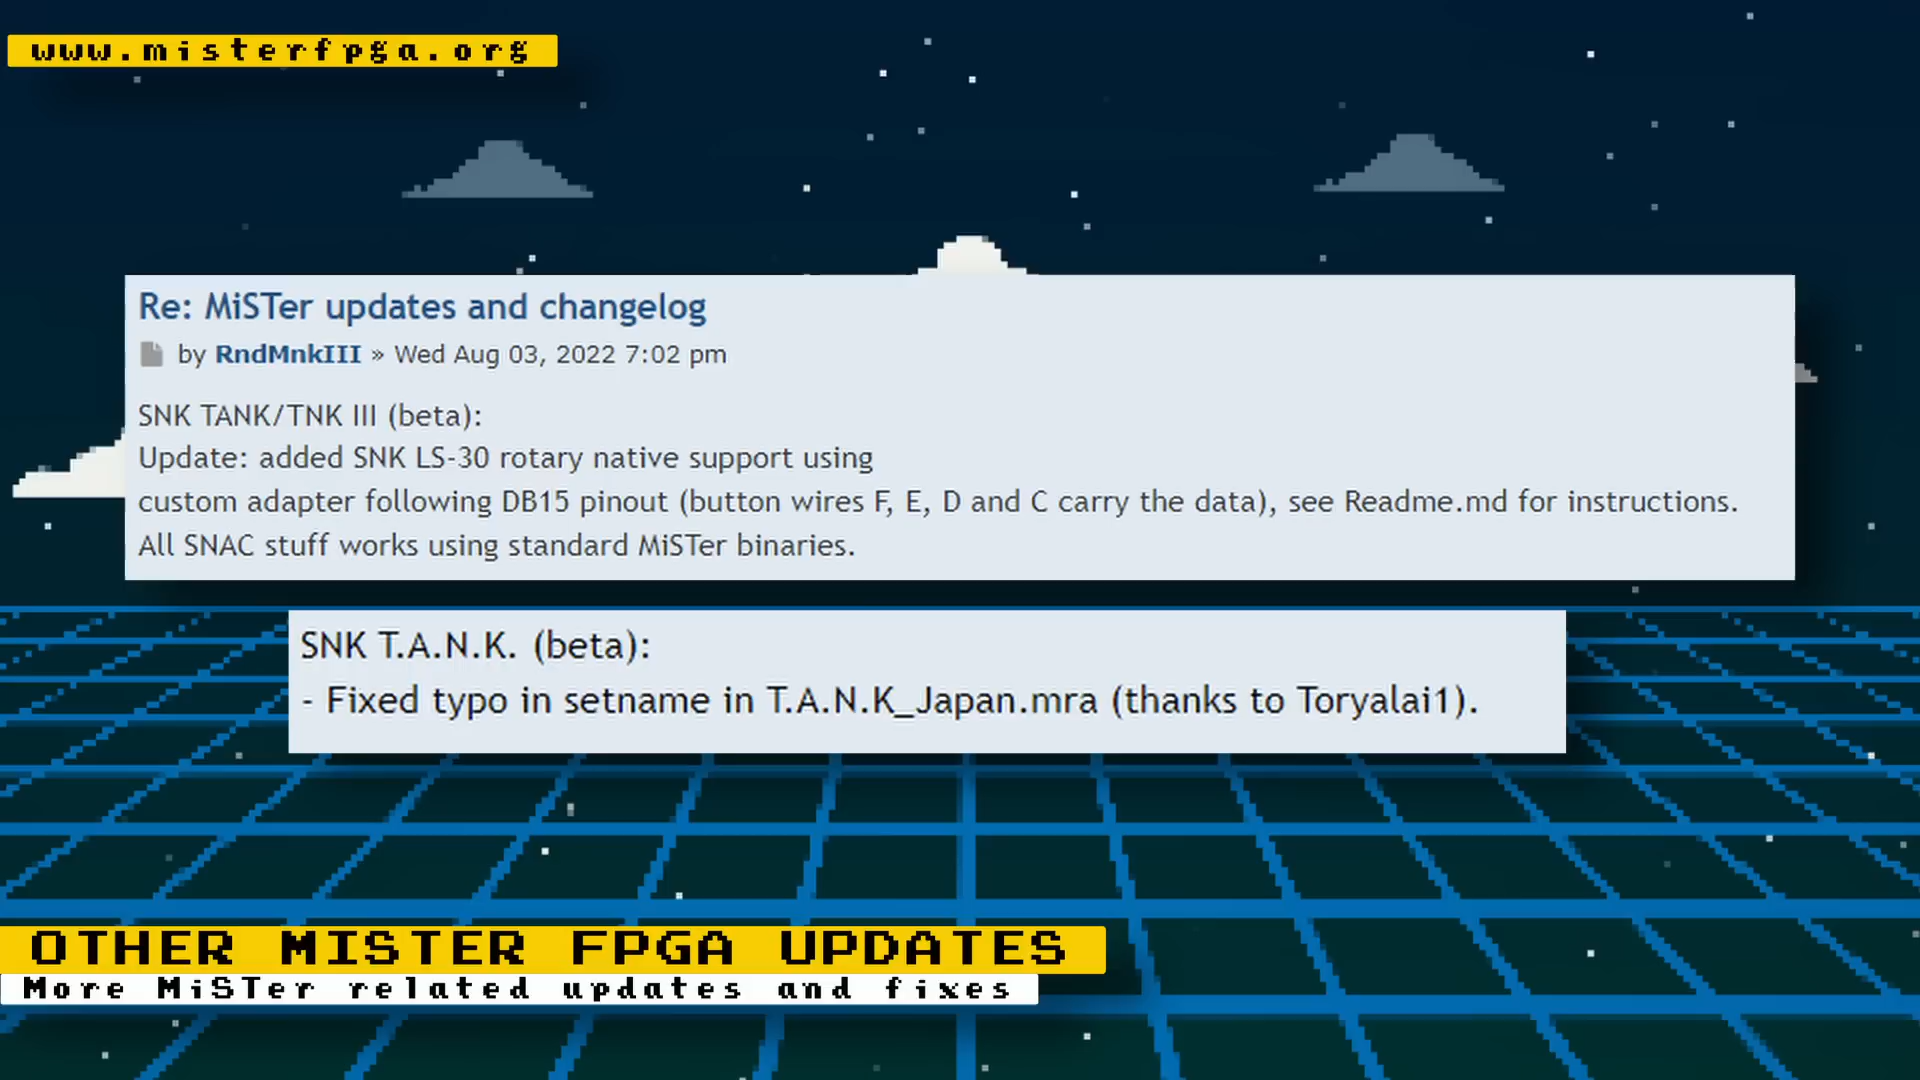 www.misterfpga.org
Re: MiSTer updates and changelog
by RndMnkIII » Wed Aug 03, 2022 7:02 pm
SNK TANK/TNK III (beta):
Update: added SNK LS-30 rotary native support using
custom adapter following DB15 pinout (button wires F, E, D and C carry the data), see Readme.md for instructions.
All SNAC stuff works using standard MiSTer binaries.
SNK T.A.N.K. (beta):
- Fixed typo in setname in T.A.N.K_Japan.mra (thanks to Toryalai1).
OTHER MISTER FPGA UPDATES
More MiSTer related updates and fixes